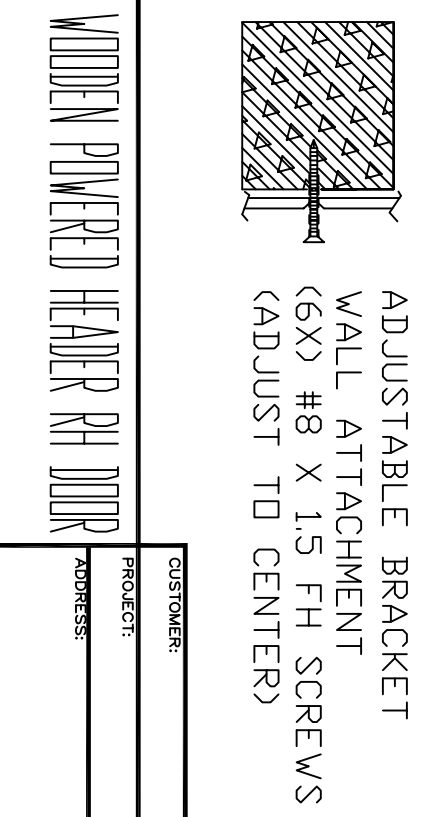 ADJUSTABLE BRACKET
WALL ATTACHMENT
(6X) #8 X 1.5 FH SCREWS
(ADJUST TO CENTER)
WOODEN POWERED HEADER RH DOOR
CUSTOMER:
PROJECT:
ADDRESS: